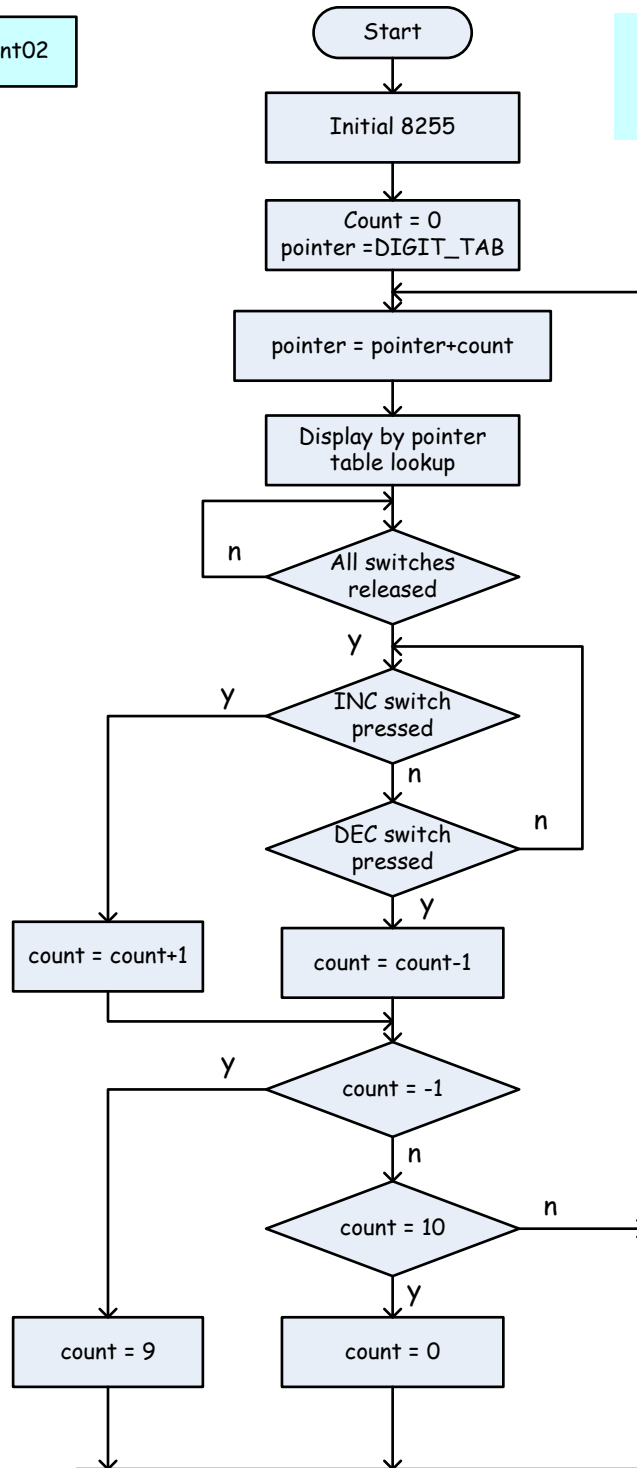 nt02
Start
Initial 8255
Count = 0
pointer =DIGIT_TAB
pointer = pointer+count
Display by pointer
table lookup
n
All switches
released
y
y
INC switch
pressed
n
DEC switch
pressed
n
y
count = count+1
count = count-1
y
count = -1
n
count = 10
n
y
count = 9
count = 0